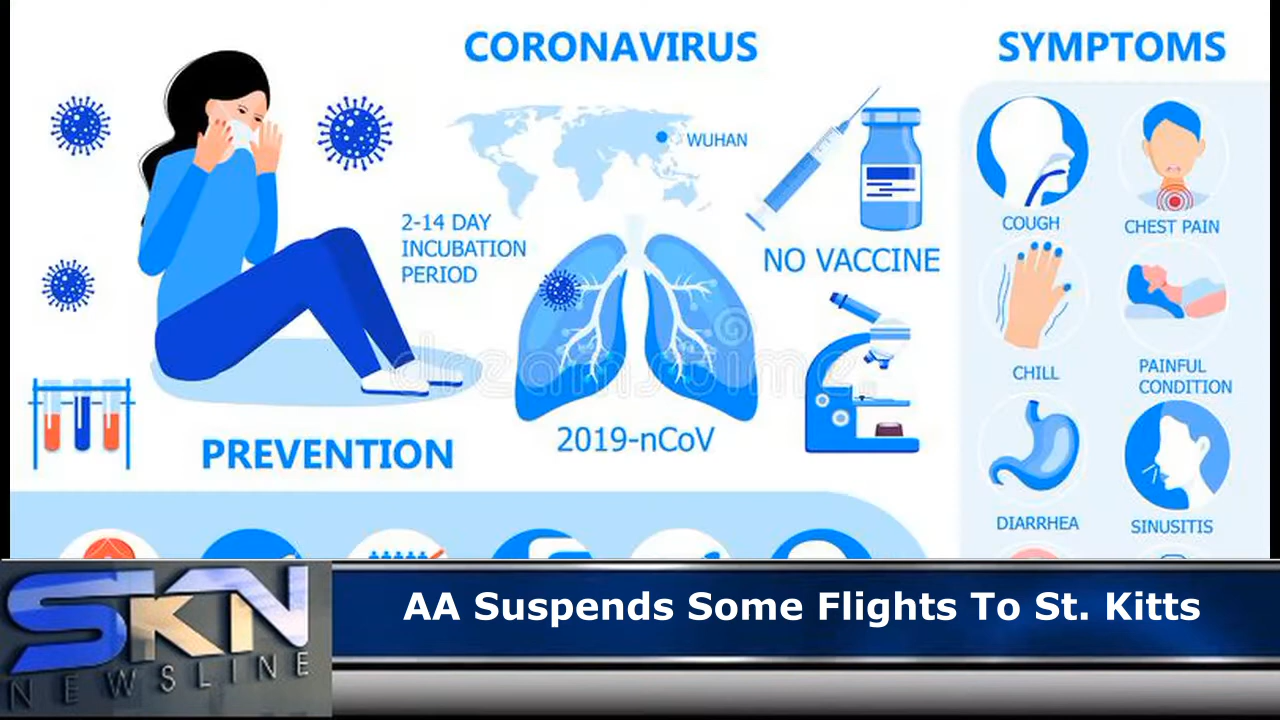 CORONAVIRUS
SYMPTOMS
WUHAN
2-14 DAY
INCUBATION
PERIOD
NO VACCINE
COUGH
CHEST PAIN
CHILL
PAINFUL
CONDITION
dreamstime
2019-nCoV
PREVENTION
DIARRHEA
SINUSITIS
SKN
NEWSLINE
AA Suspends Some Flights To St. Kitts